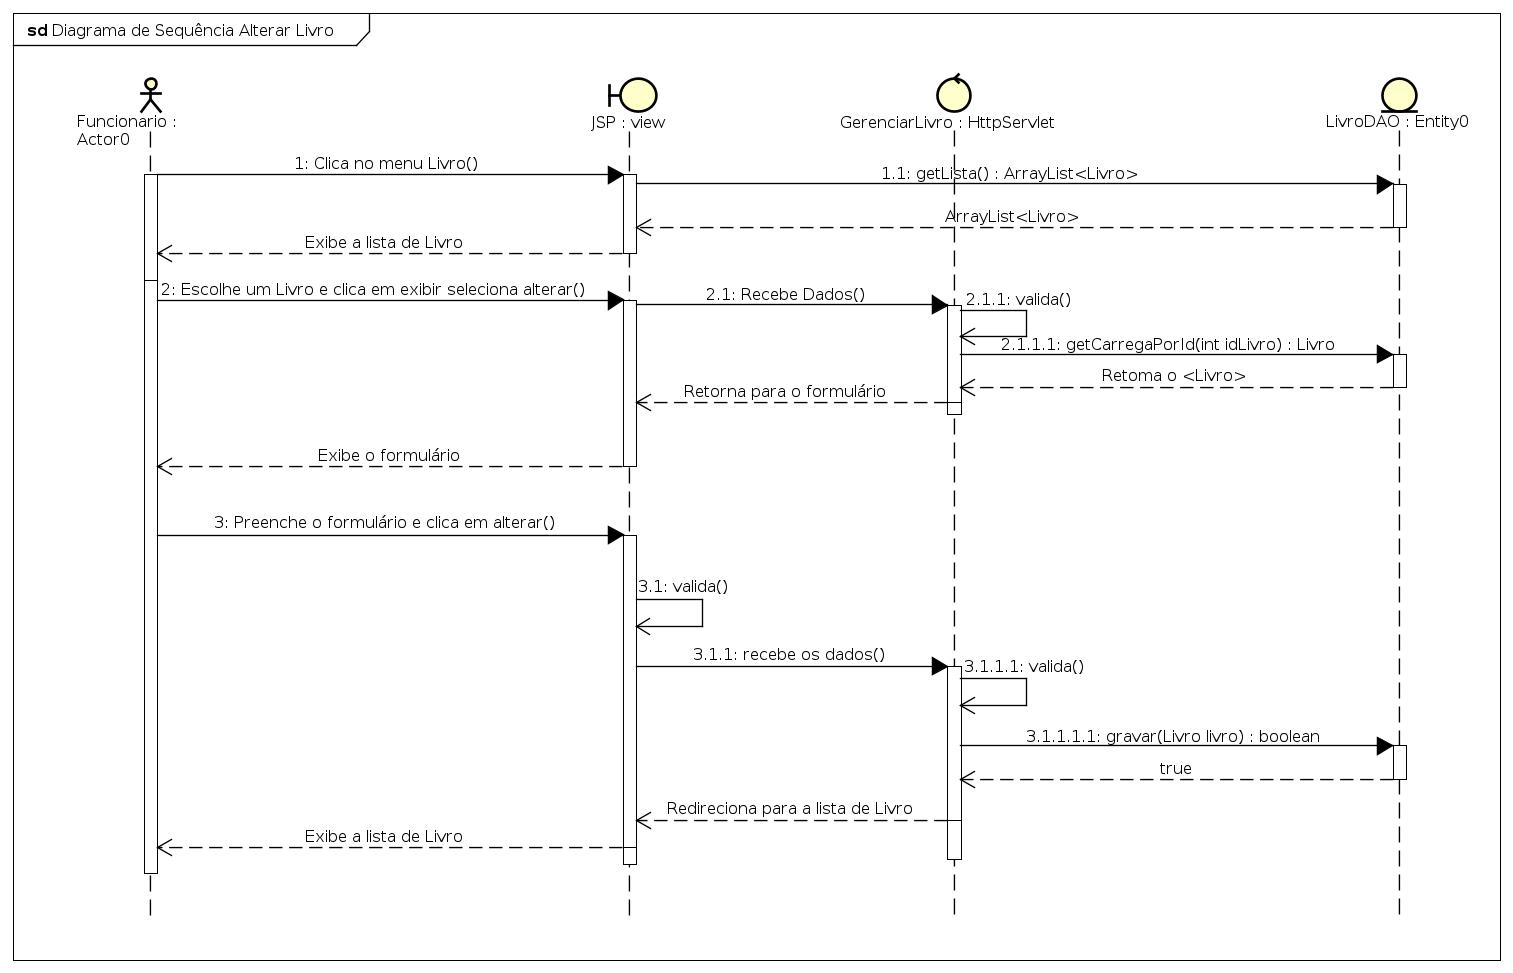 sd Diagrama de Sequência Alterar Livro
Funcionario :
Actor0
JSP : view
GerenciarLivro : HttpServlet
LivroDAO : Entity0
1: Clica no menu Livro()
1.1: getLista() : ArrayList<Livro>
ArrayList<Livro>
Exibe a lista de Livro
2: Escolhe um Livro e clica em exibir seleciona alterar()
2.1: Recebe Dados()
2.1.1: valida()
2.1.1.1: getCarregaPorId(int idLivro) : Livro
Retoma o <Livro>
Retorna para o formulário
Exibe o formulário
3: Preenche o formulário e clica em alterar()
3.1: valida()
3.1.1: recebe os dados()
3.1.1.1: valida()
3.1.1.1.1: gravar(Livro livro) : boolean
true
Redireciona para a lista de Livro
Exibe a lista de Livro